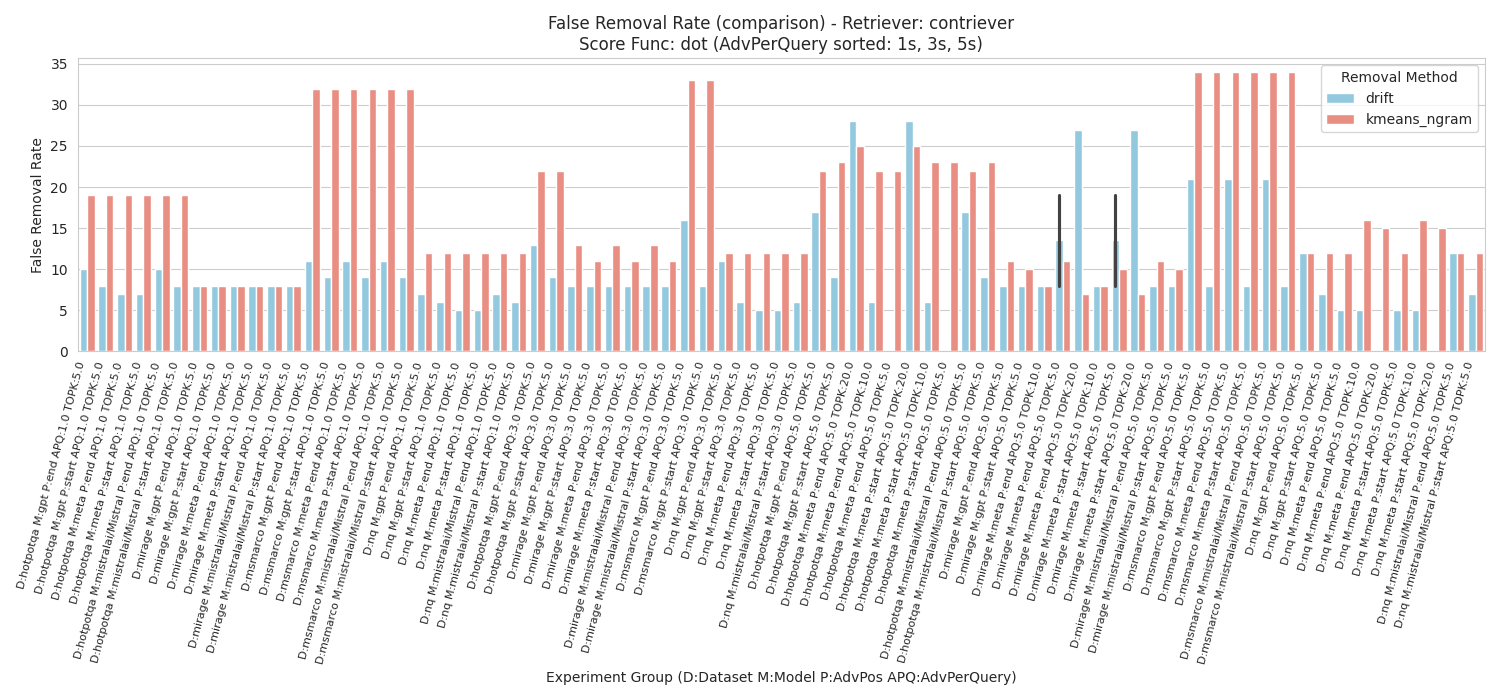 False Removal Rate (comparison) - Retriever: contriever
Score Func: dot (AdvPerQuery sorted: 1s, 3s, 5s)
Removal Method
drift
kmeans_ngram
False Removal Rate
35
30
25
20
15
10
5
0
D:hotpotqa M:gpt P:end APQ:1.0 TOPK:5.0
D:hotpotqa M:gpt P:start APQ:1.0 TOPK:5.0
D:hotpotqa M:meta P:end APQ:1.0 TOPK:5.0
D:hotpotqa M:meta P:start APQ:1.0 TOPK:5.0
D:hotpotqa M:mistralai/Mistral P:end APQ:1.0 TOPK:5.0
D:hotpotqa M:mistralai/Mistral P:start APQ:1.0 TOPK:5.0
D:mirage M:gpt P:end APQ:1.0 TOPK:5.0
D:mirage M:gpt P:start APQ:1.0 TOPK:5.0
D:mirage M:meta P:end APQ:1.0 TOPK:5.0
D:mirage M:meta P:start APQ:1.0 TOPK:5.0
D:mirage M:mistralai/Mistral P:end APQ:1.0 TOPK:5.0
D:mirage M:mistralai/Mistral P:start APQ:1.0 TOPK:5.0
D:msmarco M:gpt P:end APQ:1.0 TOPK:5.0
D:msmarco M:gpt P:start APQ:1.0 TOPK:5.0
D:msmarco M:meta P:end APQ:1.0 TOPK:5.0
D:msmarco M:meta P:start APQ:1.0 TOPK:5.0
D:msmarco M:mistralai/Mistral P:end APQ:1.0 TOPK:5.0
D:msmarco M:mistralai/Mistral P:start APQ:1.0 TOPK:5.0
D:nq M:gpt P:end APQ:1.0 TOPK:5.0
D:nq M:gpt P:start APQ:1.0 TOPK:5.0
D:nq M:meta P:end APQ:1.0 TOPK:5.0
D:nq M:meta P:start APQ:1.0 TOPK:5.0
D:nq M:mistralai/Mistral P:end APQ:1.0 TOPK:5.0
D:nq M:mistralai/Mistral P:start APQ:1.0 TOPK:5.0
D:hotpotqa M:gpt P:end APQ:3.0 TOPK:5.0
D:hotpotqa M:gpt P:start APQ:3.0 TOPK:5.0
D:mirage M:gpt P:end APQ:3.0 TOPK:5.0
D:mirage M:gpt P:start APQ:3.0 TOPK:5.0
D:mirage M:meta P:end APQ:3.0 TOPK:5.0
D:mirage M:meta P:start APQ:3.0 TOPK:5.0
D:mirage M:mistralai/Mistral P:end APQ:3.0 TOPK:5.0
D:mirage M:mistralai/Mistral P:start APQ:3.0 TOPK:5.0
D:msmarco M:gpt P:end APQ:3.0 TOPK:5.0
D:msmarco M:gpt P:start APQ:3.0 TOPK:5.0
D:nq M:gpt P:end APQ:3.0 TOPK:5.0
D:nq M:gpt P:start APQ:3.0 TOPK:5.0
D:nq M:meta P:end APQ:3.0 TOPK:5.0
D:nq M:meta P:start APQ:3.0 TOPK:5.0
D:nq M:mistralai/Mistral P:start APQ:3.0 TOPK:5.0
D:hotpotqa M:gpt P:end APQ:5.0 TOPK:5.0
D:hotpotqa M:gpt P:start APQ:5.0 TOPK:5.0
D:hotpotqa M:meta P:end APQ:5.0 TOPK:20.0
D:hotpotqa M:meta P:end APQ:5.0 TOPK:10.0
D:hotpotqa M:meta P:end APQ:5.0 TOPK:5.0
D:hotpotqa M:meta P:start APQ:5.0 TOPK:20.0
D:hotpotqa M:meta P:start APQ:5.0 TOPK:10.0
D:hotpotqa M:meta P:start APQ:5.0 TOPK:5.0
D:hotpotqa M:mistralai/Mistral P:end APQ:5.0 TOPK:5.0
D:hotpotqa M:mistralai/Mistral P:start APQ:5.0 TOPK:5.0
D:mirage M:gpt P:end APQ:5.0 TOPK:5.0
D:mirage M:gpt P:start APQ:5.0 TOPK:5.0
D:mirage M:meta P:end APQ:5.0 TOPK:10.0
D:mirage M:meta P:end APQ:5.0 TOPK:5.0
D:mirage M:meta P:end APQ:5.0 TOPK:20.0
D:mirage M:meta P:start APQ:5.0 TOPK:10.0
D:mirage M:meta P:start APQ:5.0 TOPK:5.0
D:mirage M:meta P:start APQ:5.0 TOPK:20.0
D:mirage M:mistralai/Mistral P:end APQ:5.0 TOPK:5.0
D:mirage M:mistralai/Mistral P:start APQ:5.0 TOPK:5.0
D:msmarco M:gpt P:end APQ:5.0 TOPK:5.0
D:msmarco M:gpt P:start APQ:5.0 TOPK:5.0
D:msmarco M:meta P:end APQ:5.0 TOPK:5.0
D:msmarco M:meta P:start APQ:5.0 TOPK:5.0
D:msmarco M:mistralai/Mistral P:end APQ:5.0 TOPK:5.0
D:msmarco M:mistralai/Mistral P:start APQ:5.0 TOPK:5.0
D:nq M:gpt P:end APQ:5.0 TOPK:5.0
D:nq M:gpt P:start APQ:5.0 TOPK:5.0
D:nq M:meta P:end APQ:5.0 TOPK:5.0
D:nq M:meta P:end APQ:5.0 TOPK:10.0
D:nq M:meta P:end APQ:5.0 TOPK:20.0
D:nq M:meta P:start APQ:5.0 TOPK:5.0
D:nq M:meta P:start APQ:5.0 TOPK:10.0
D:nq M:meta P:start APQ:5.0 TOPK:20.0
D:nq M:mistralai/Mistral P:end APQ:5.0 TOPK:5.0
D:nq M:mistralai/Mistral P:start APQ:5.0 TOPK:5.0
Experiment Group (D:Dataset M:Model P:AdvPos APQ:AdvPerQuery)